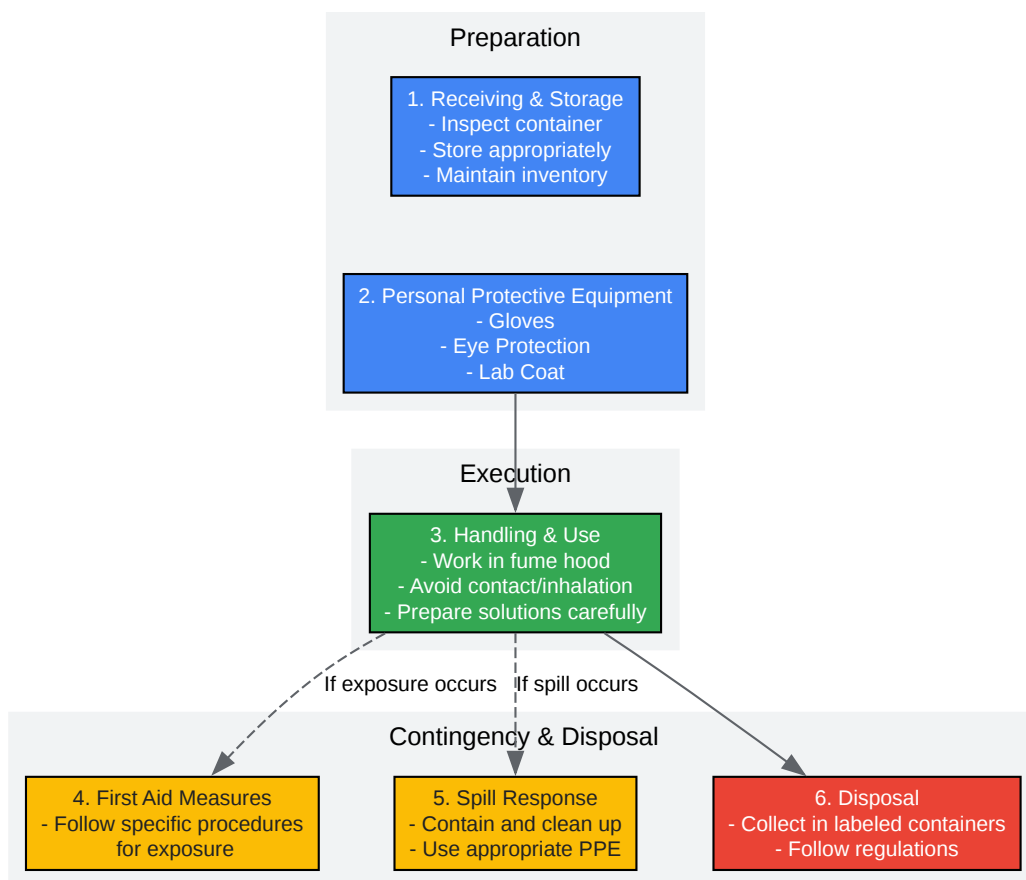 Preparation
1. Receiving & Storage
- Inspect container
- Store appropriately
- Maintain inventory
2. Personal Protective Equipment
- Gloves
- Eye Protection
- Lab Coat
Execution
3. Handling & Use
- Work in fume hood
- Avoid contact/inhalation
- Prepare solutions carefully
If exposure occurs
If spill occurs
Contingency & Disposal
4. First Aid Measures
- Follow specific procedures
for exposure
5. Spill Response
- Contain and clean up
- Use appropriate PPE
6. Disposal
- Collect in labeled containers
- Follow regulations